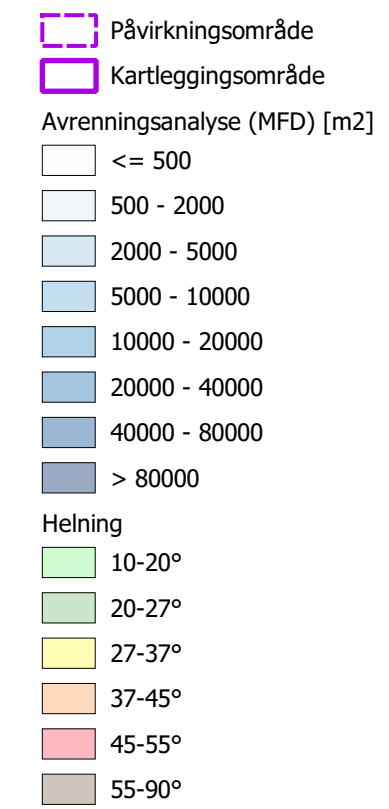 Påvirkningsområde
Kartleggingsområde
Avrenningsanalyse (MFD) [m2]
<= 500
500 - 2000
2000 - 5000
5000 - 10000
10000 - 20000
20000 - 40000
40000 - 80000
> 80000
Helning
10-20°
20-27°
27-37°
37-45°
45-55°
55-90°